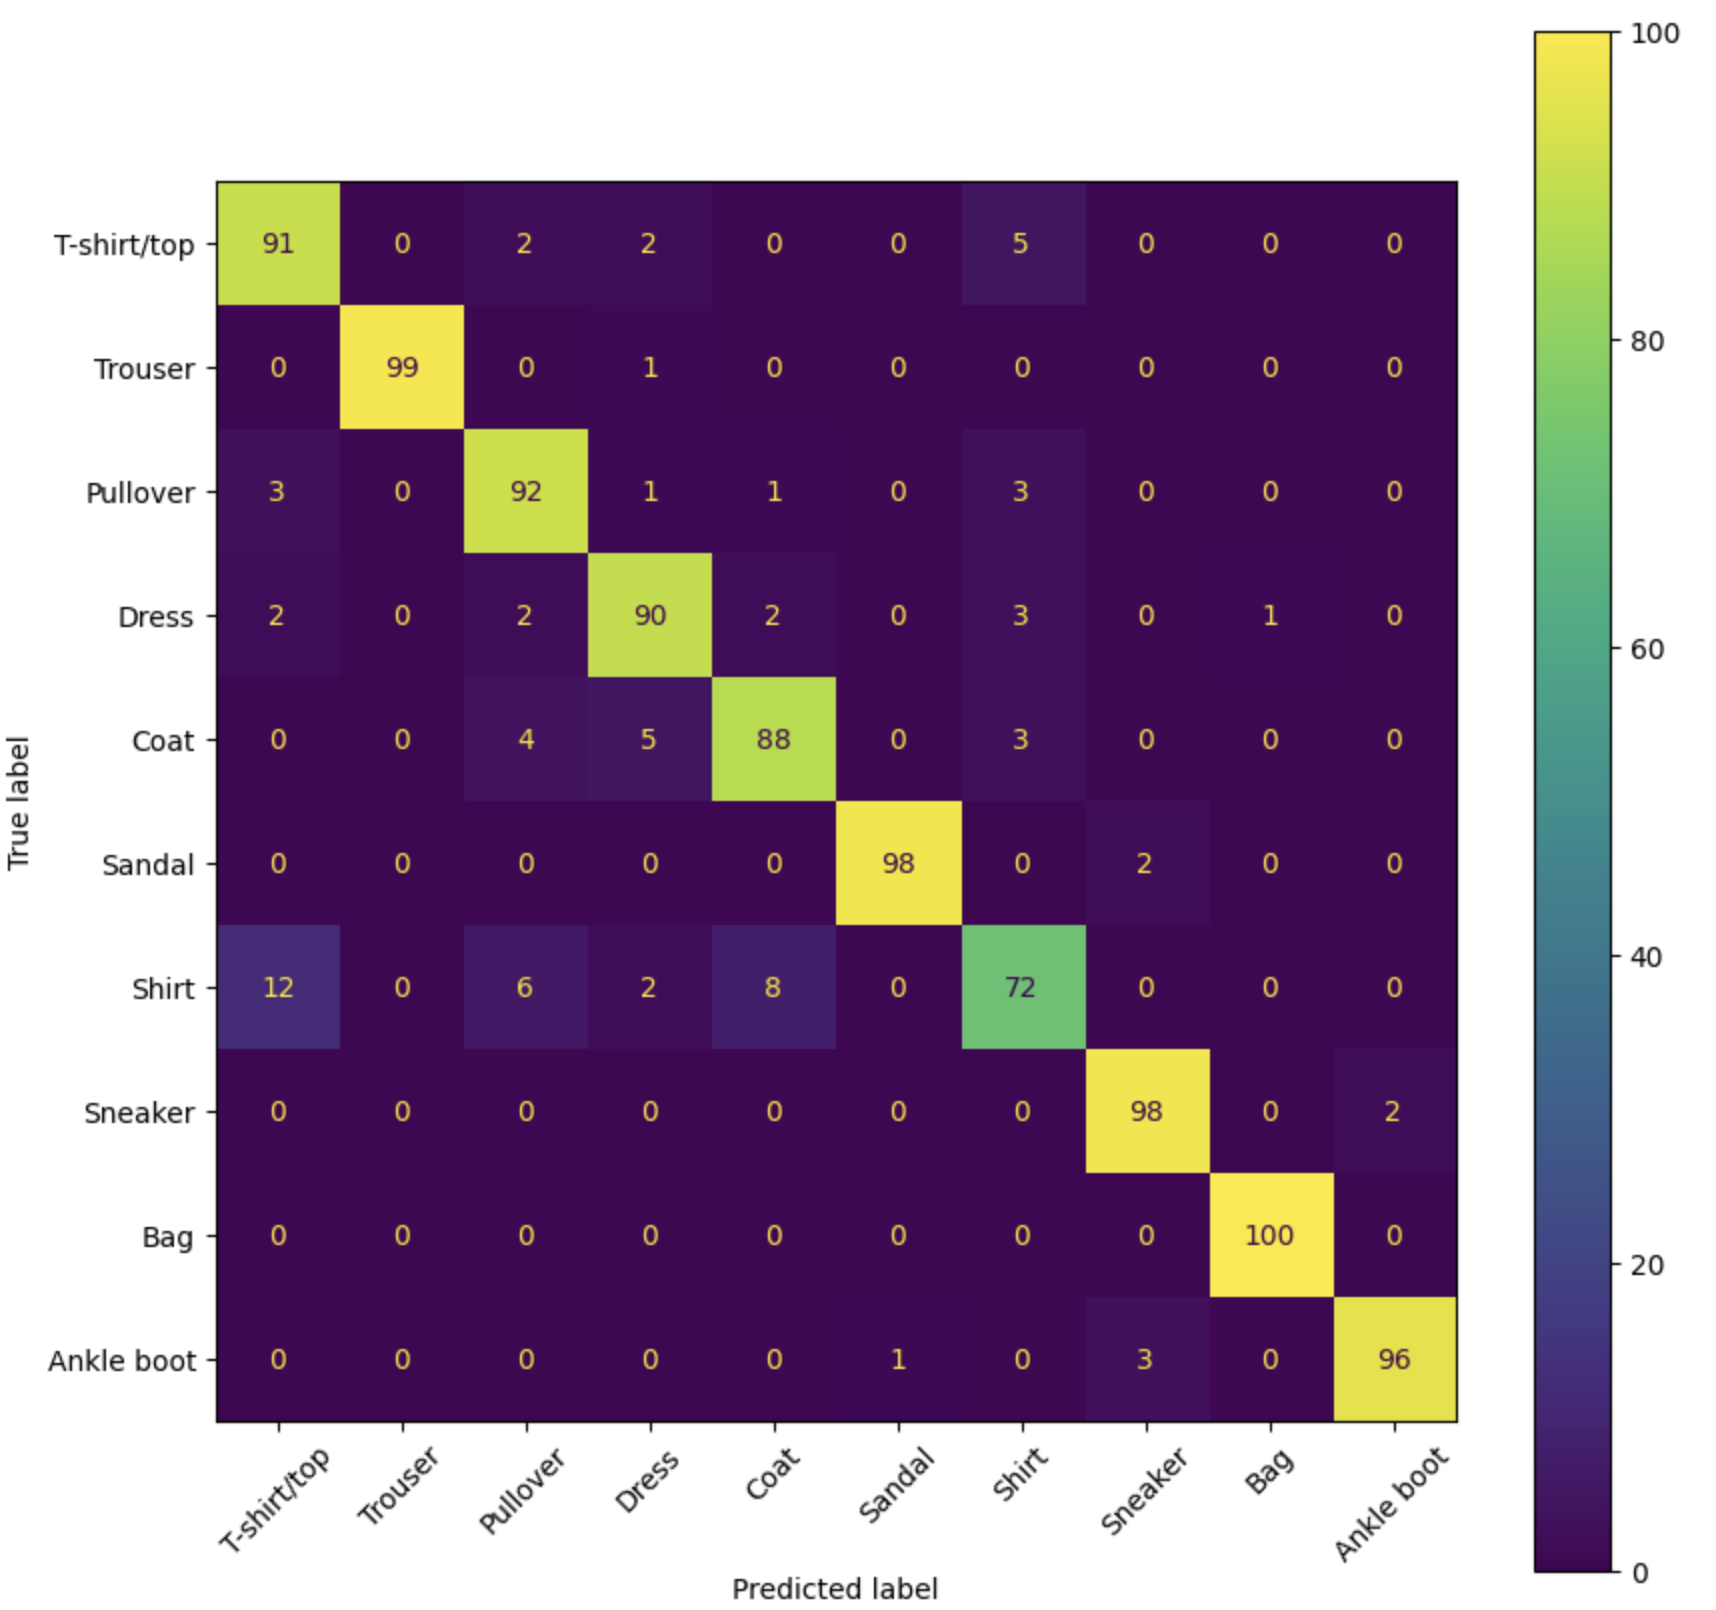 100
80
60
40
20
0
True label
T-shirt/top 91 0 2 2 0 0 5 0 0 0
Trouser 0 99 0 1 0 0 0 0 0 0
Pullover 3 0 92 1 1 0 3 0 0 0
Dress 2 0 2 90 2 0 3 0 1 0
Coat 0 0 4 5 88 0 3 0 0 0
Sandal 0 0 0 0 0 98 0 2 0 0
Shirt 12 0 6 2 8 0 72 0 0 0
Sneaker 0 0 0 0 0 0 0 98 0 2
Bag 0 0 0 0 0 0 0 0 100 0
Ankle boot 0 0 0 0 0 1 0 3 0 96
T-shirt/top Trouser Pullover Dress Coat Sandal Shirt Sneaker Bag Ankle boot
Predicted label